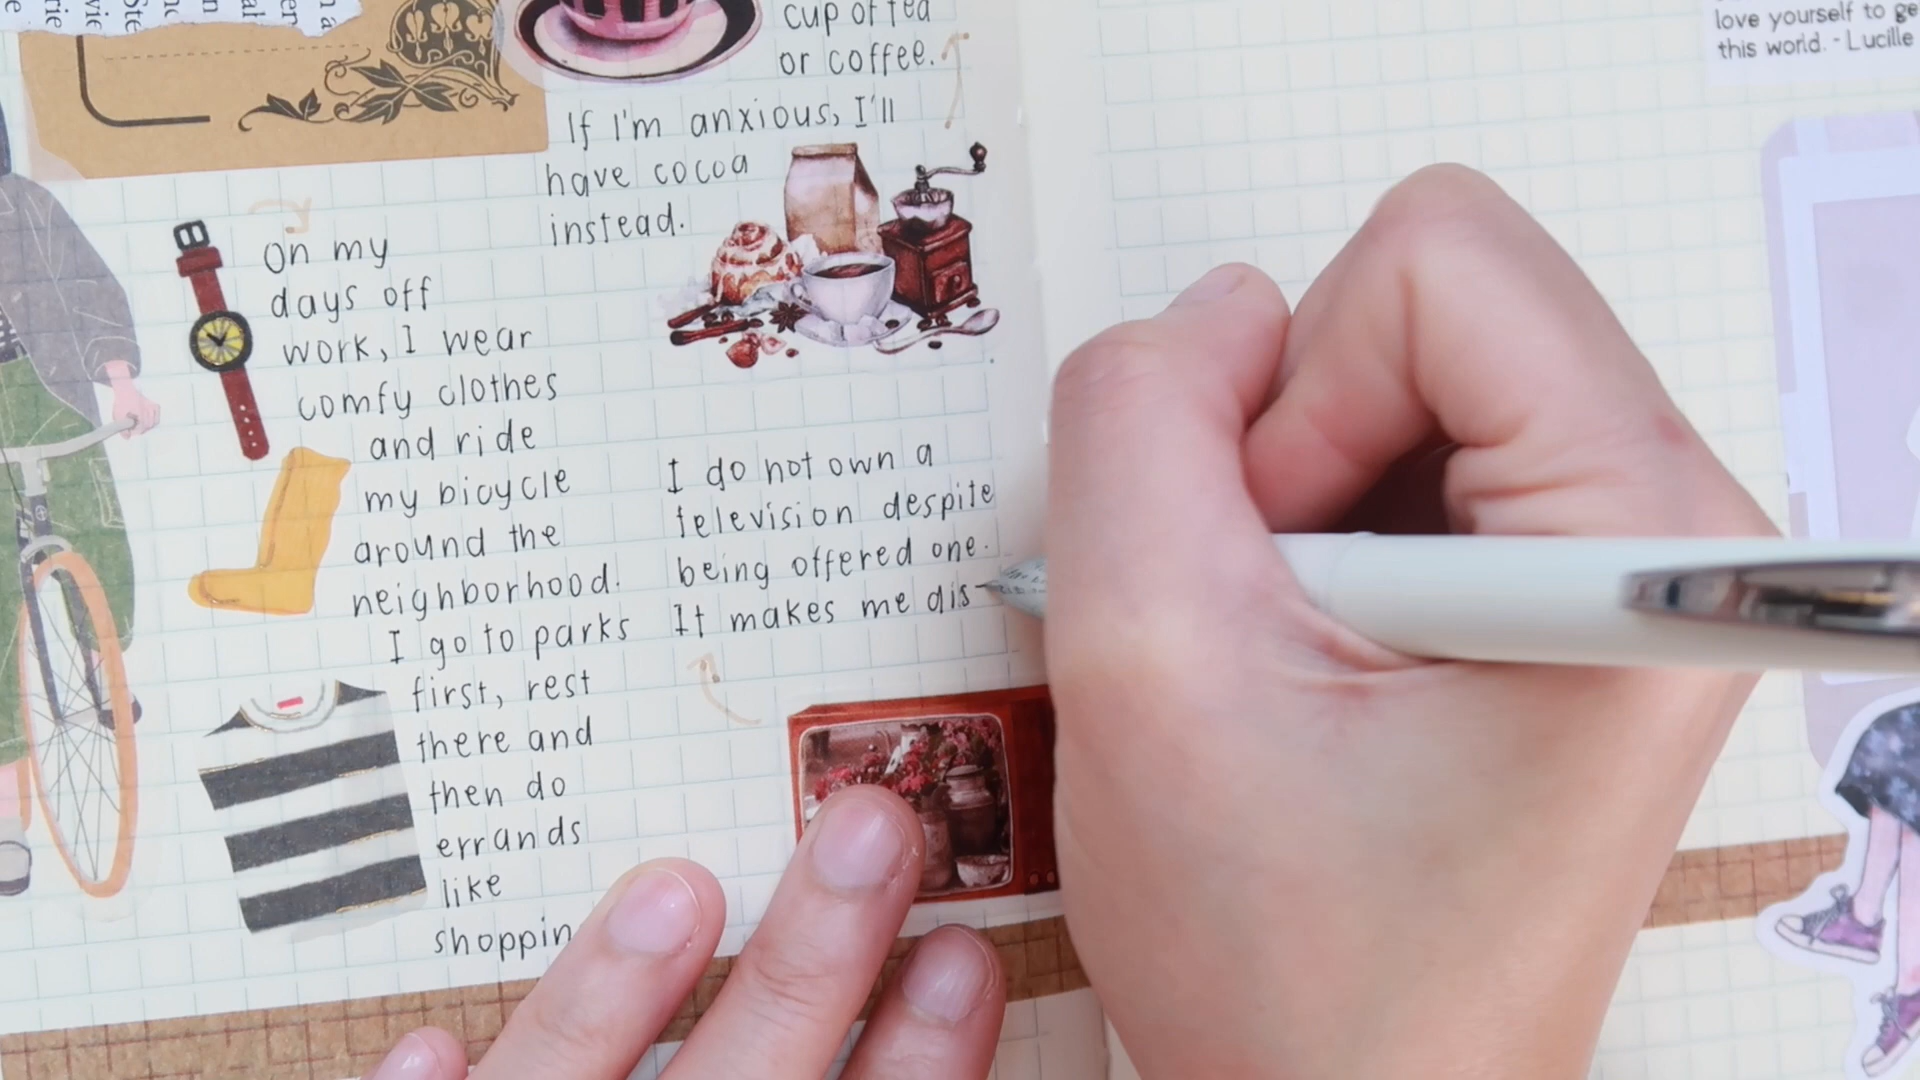 cup of tea
or coffee.
If I'm anxious, I'll
have cocoa
instead.
On my
days off
work, I wear
comfy clothes
and ride
my bicycle
around the
neighborhood.
I go to parks
first, rest
there and
then do
errands
like
I do not own a
television despite
being offered one.
It makes me dis-
love yourself to ge
this world. - Lucille